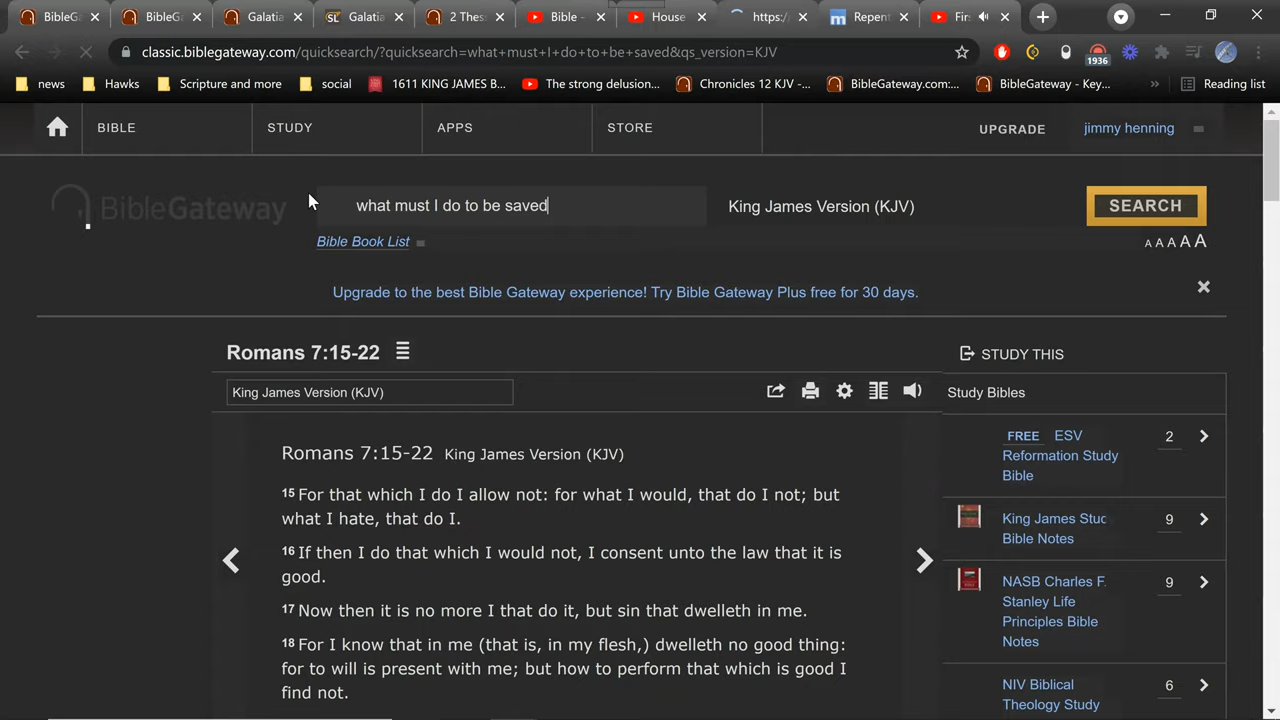 BibleGa
BibleG
Galatia
Galatia
2 Thess
Bible -
House
https:/
Repent
Firs
classic.biblegateway.com/quicksearch/?quicksearch=what+must+I+do+to+be+saved&qs_version=KJV
1936
news
Hawks
Scripture and more
social
1611 KING JAMES B...
The strong delusion...
Chronicles 12 KJV -...
BibleGateway.com:...
BibleGateway - Key...
»
Reading list
BIBLE
STUDY
APPS
STORE
UPGRADE
jimmy henning
BibleGateway
what must I do to be saved
King James Version (KJV)
SEARCH
Bible Book List
A A A A A
Upgrade to the best Bible Gateway experience! Try Bible Gateway Plus free for 30 days.
Romans 7:15-22
STUDY THIS
King James Version (KJV)
Study Bibles
Romans 7:15-22 King James Version (KJV)
15 For that which I do I allow not: for what I would, that do I not; but
what I hate, that do I.
16 If then I do that which I would not, I consent unto the law that it is
good.
17 Now then it is no more I that do it, but sin that dwelleth in me.
18 For I know that in me (that is, in my flesh,) dwelleth no good thing:
for to will is present with me; but how to perform that which is good I
find not.
FREE ESV
Reformation Study
Bible
2
King James Stud
Bible Notes
9
NASB Charles F.
Stanley Life
Principles Bible
Notes
9
NIV Biblical
Theology Study
6